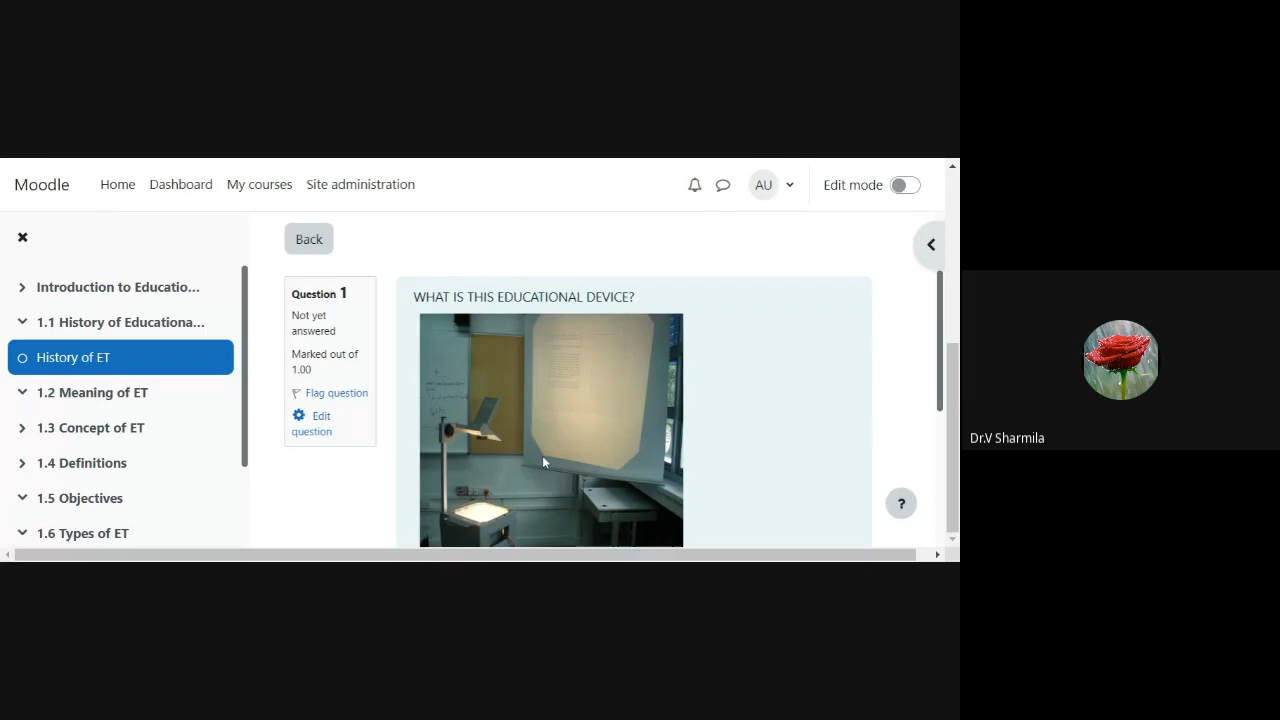 Moodle
Home
Dashboard
My courses
Site administration
AU
Edit mode
Back
Introduction to Educatio...
1.1 History of Educationa...
History of ET
1.2 Meaning of ET
1.3 Concept of ET
1.4 Definitions
1.5 Objectives
1.6 Types of ET
Question 1
Not yet
answered
Marked out of
1.00
Flag question
Edit
question
WHAT IS THIS EDUCATIONAL DEVICE?
?
Dr.V Sharmila